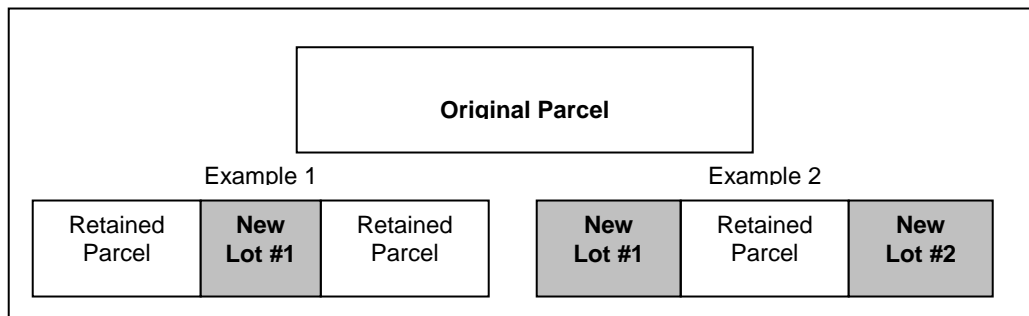 Original Parcel
Example 1
Example 2
Retained
Parcel
New
Lot #1
Retained
Parcel
New
Lot #1
Retained
Parcel
New
Lot #2